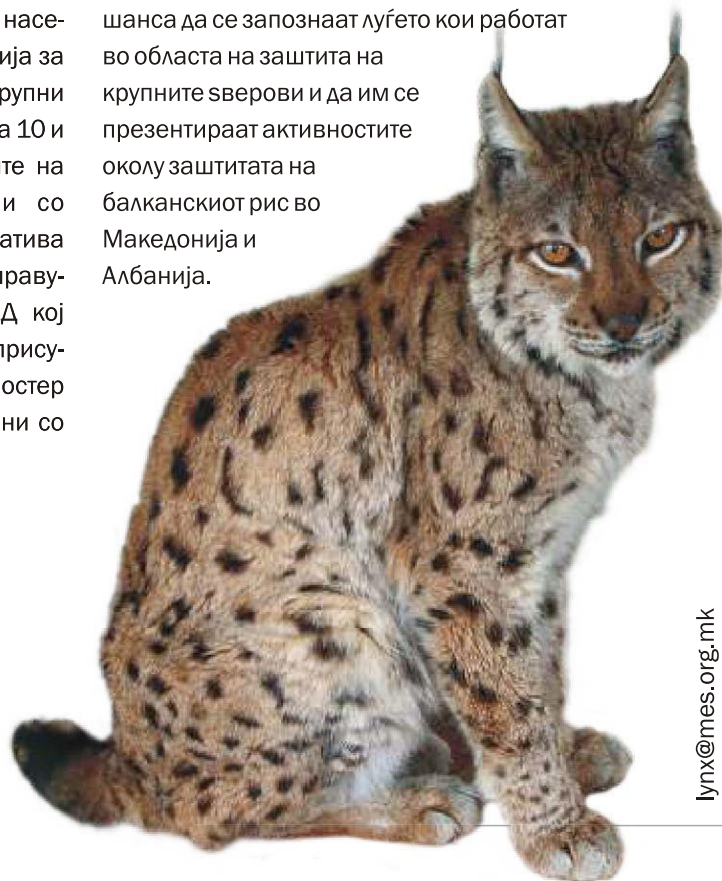 насе-
ија за
рупни
а 10 и
те на
и со
атива
раву-
Д кој
прису-
остер
ни со
шанса да се запознаат луѓето кои работат
во областа на заштита на
крупните ѕверови и да им се
презентираат активностите
околу заштитата на
балканскиот рис во
Македонија и
Албанија.
lynx@mes.org.mk